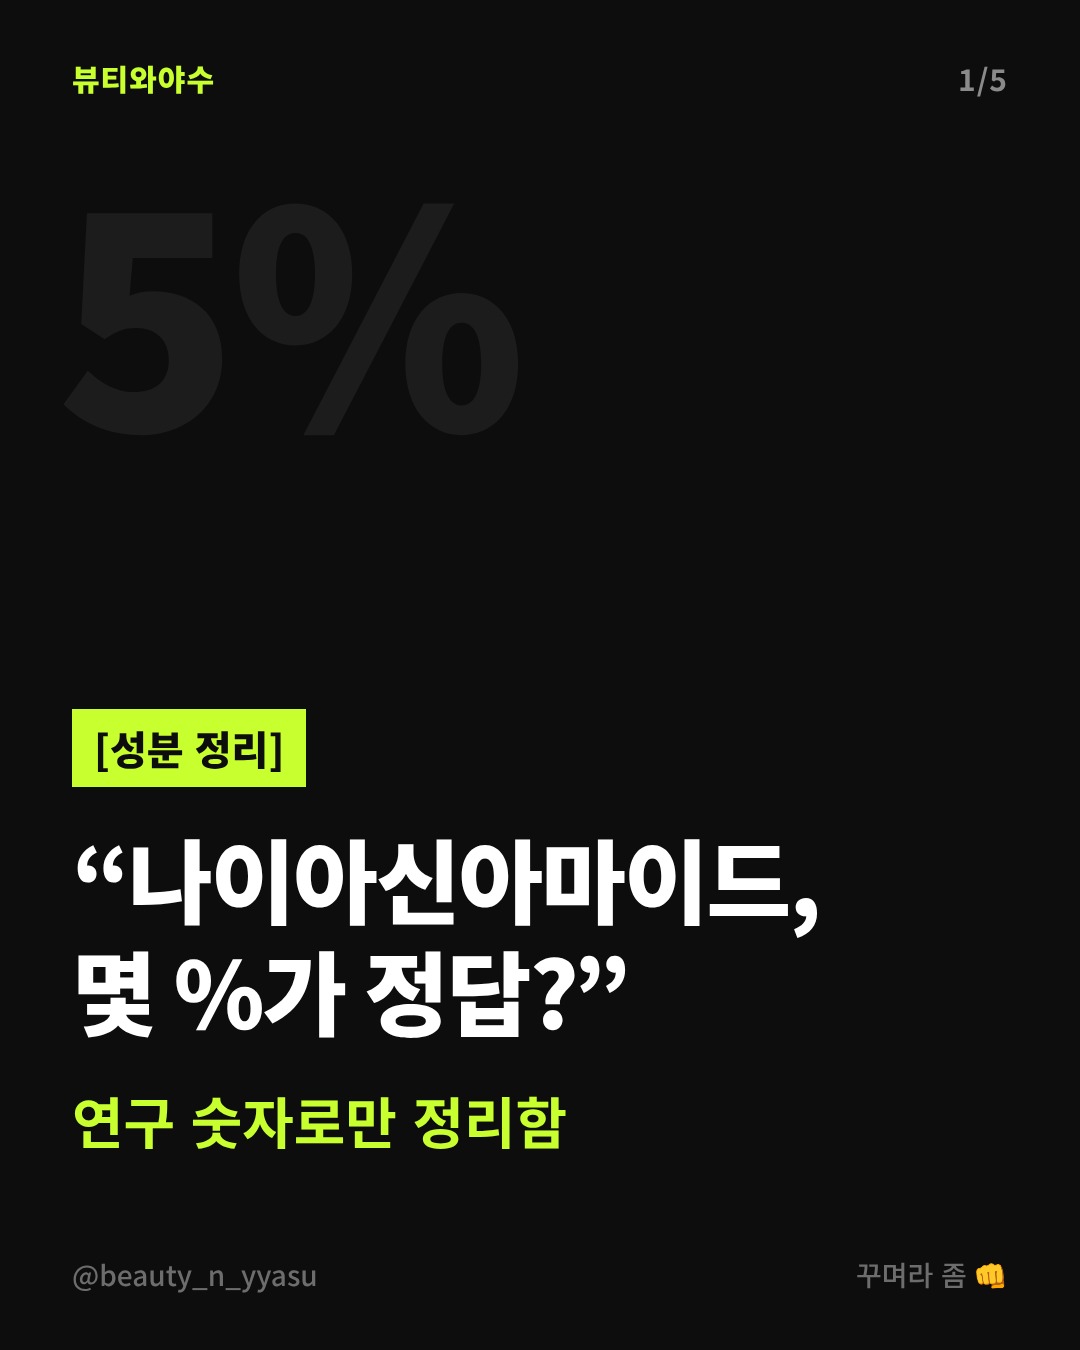 뷰티와야수
1/5
5%
[성분 정리]
“나이아신아마이드,
몇 %가 정답?”
연구 숫자로만 정리함
@beauty_n_yyasu
꾸며라 좀 👊